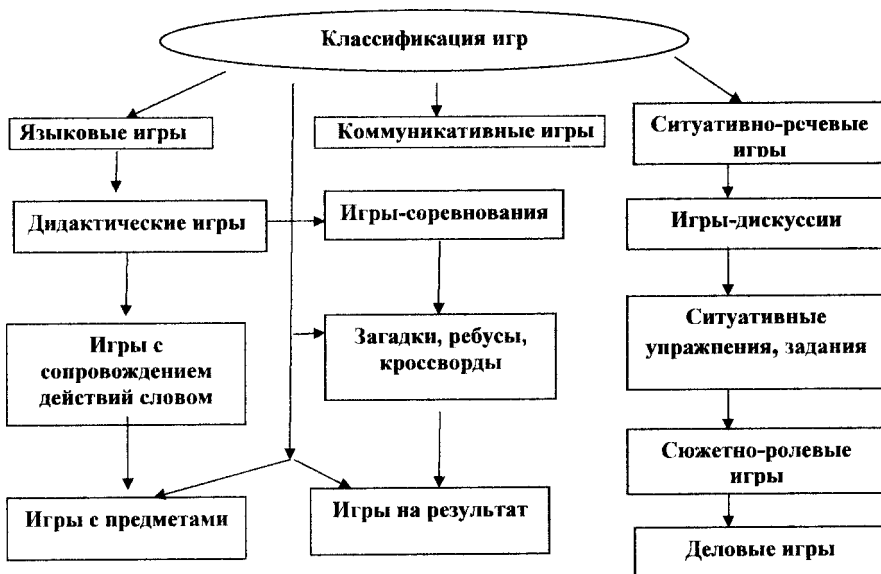 Классификация игр
Языковые игры
Коммуникативные игры
Ситуативно-речевые
игры
Дидактические игры
Игры-соревнования
Игры-дискуссии
Игры с
сопровождением
действий словом
Загадки, ребусы,
кроссворды
Ситуативные
упражпения, задания
Сюжетно-ролевые
игры
Игры с предметами
Игры на результат
Деловые игры